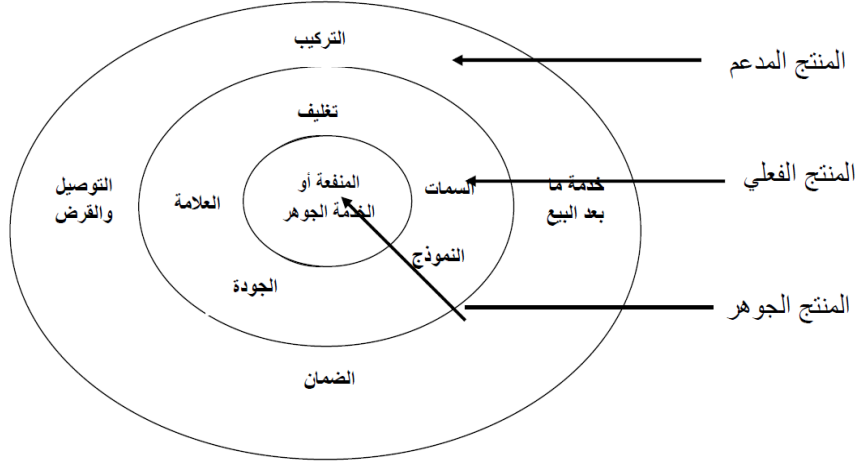 التركيب
المنتج المدعم
تغليف
المنتج الفعلي
خدمة ما
بعد البيع
السمات
المنفعة أو
الخدمة الجوهر
العلامة
التوصيل
والقرض
النموذج
الجودة
المنتج الجوهر
الضمان